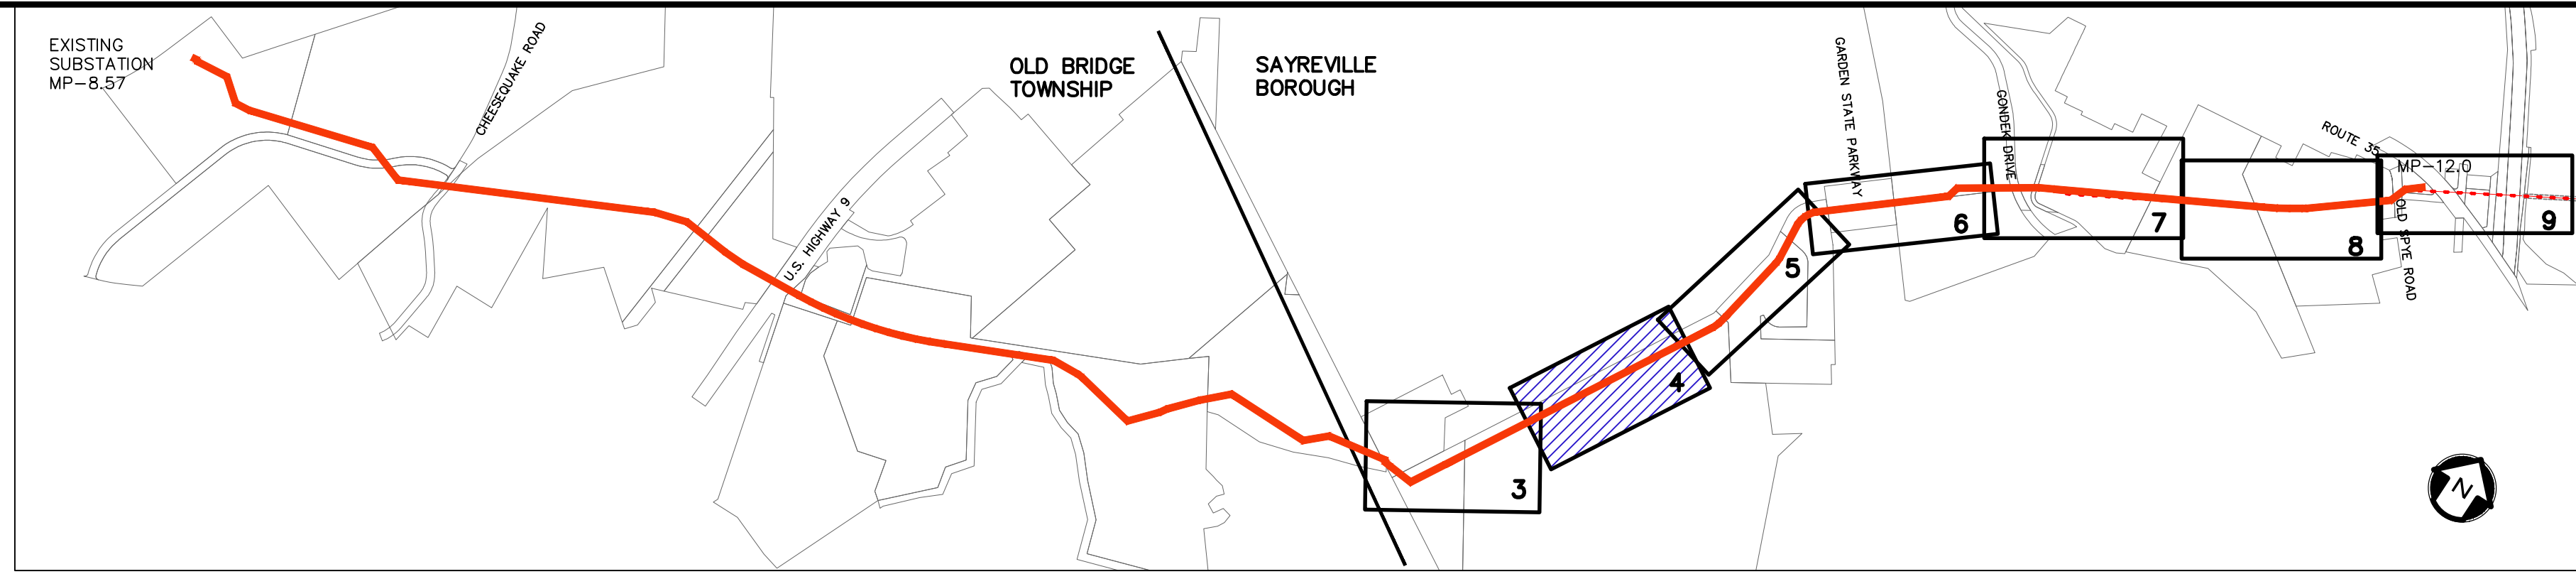 EXISTING
SUBSTATION
MP-8.57
CHEESEQUAKE ROAD
U.S. HIGHWAY 9
OLD BRIDGE
TOWNSHIP
SAYREVILLE
BOROUGH
3
4
5
GARDEN STATE PARKWAY
6
GONDEK DRIVE
7
8
ROUTE 35
MP-12.0
OLD SPYE ROAD
9
N